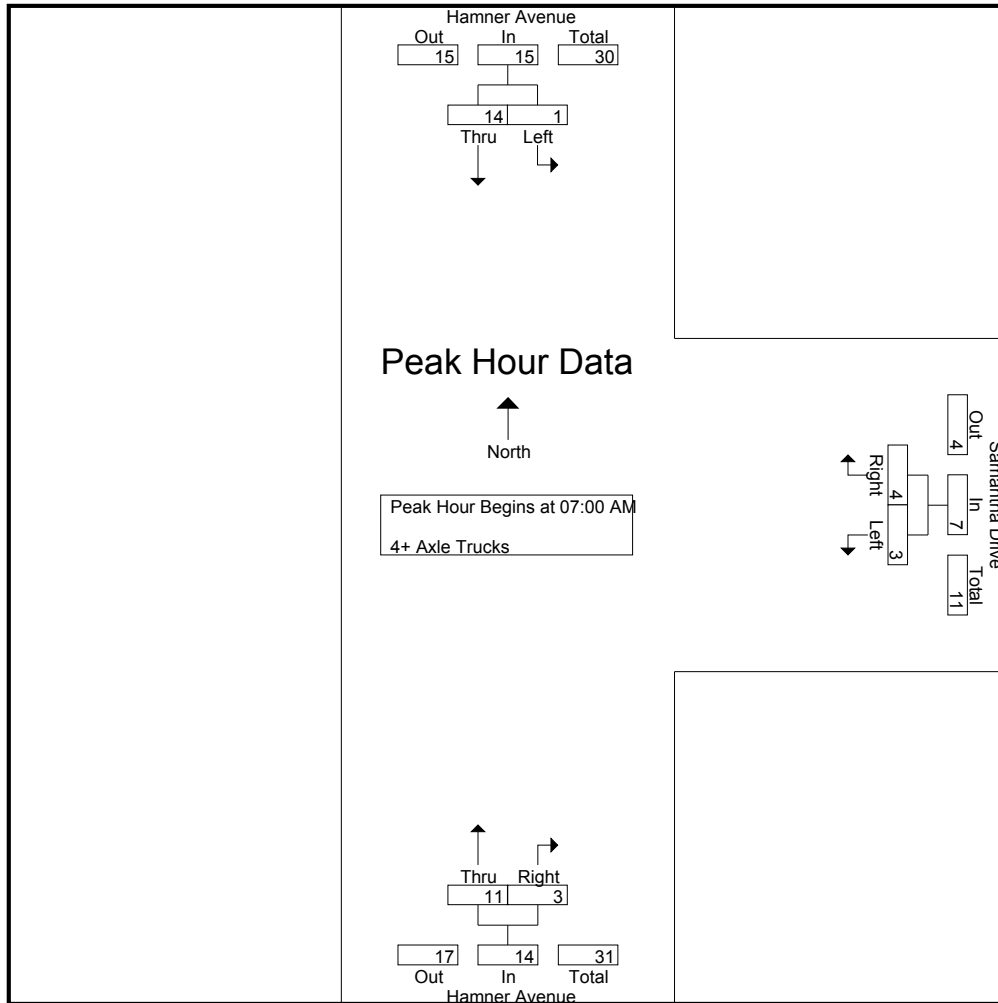 Hamner Avenue
Out In Total
15 15 30
14 1
Thru Left
Peak Hour Data
North
Peak Hour Begins at 07:00 AM
4+ Axle Trucks
Samantha Drive
Out In Total
4 7 11
Right Left
4 3
Thru Right
11 3
17 14 31
Out In Total
Hamner Avenue